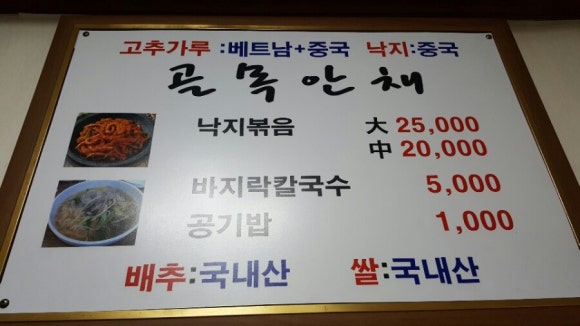 고추가루 :베트남+중국 낙지:중국
골목안채
낙지볶음 大 25,000
中 20,000
바지락칼국수 5,000
공기밥 1,000
배추:국내산 쌀:국내산